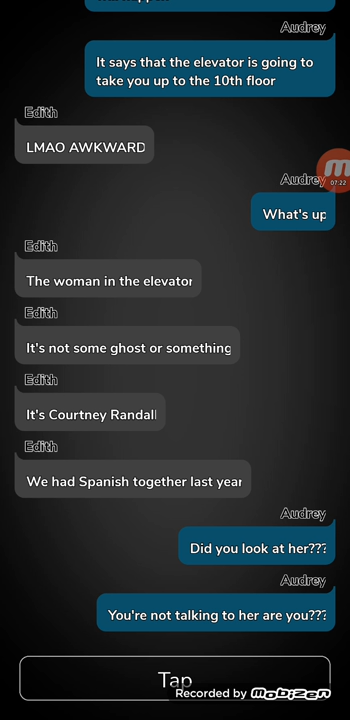 Audrey
It says that the elevator is going to
take you up to the 10th floor
Edith
LMAO AWKWARD
Audrey
07:22
What's up
Edith
The woman in the elevator
Edith
It's not some ghost or something
Edith
It's Courtney Randall
Edith
We had Spanish together last year
Audrey
Did you look at her???
Audrey
You're not talking to her are you???
Tap
Recorded by Mobizen